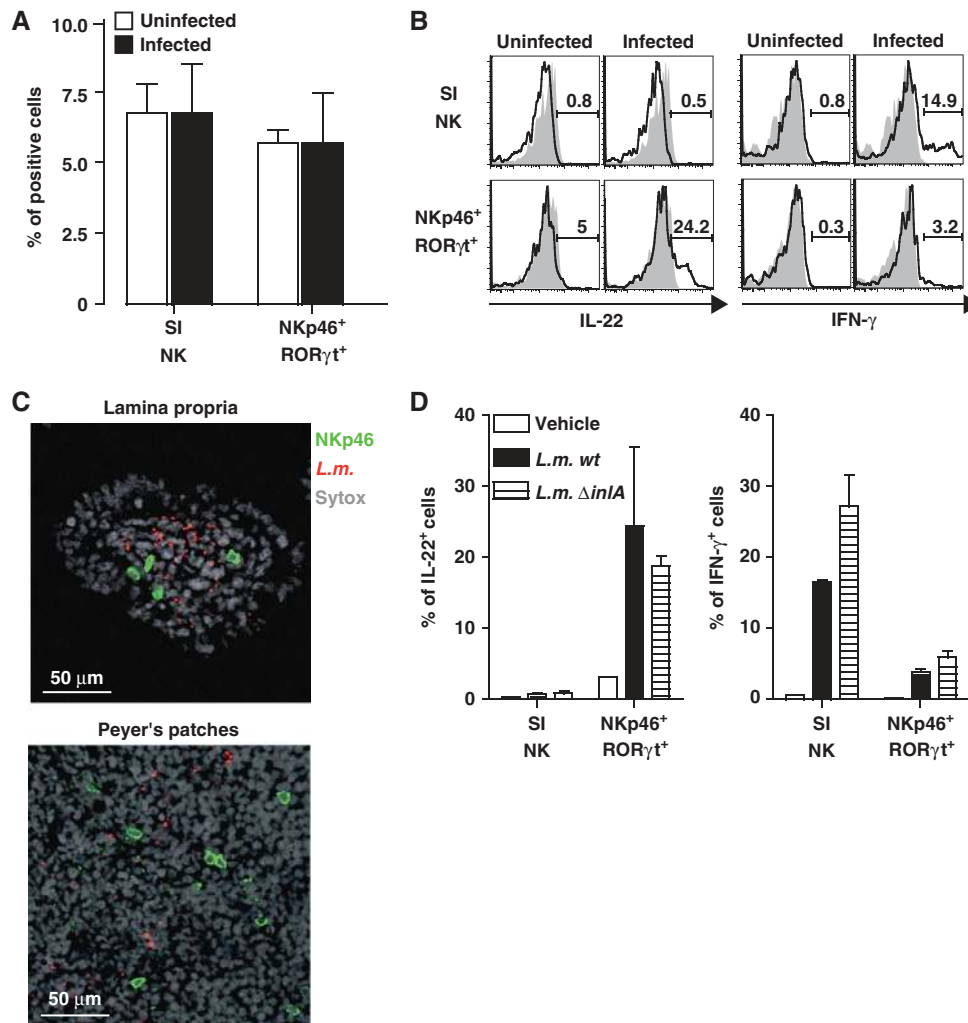 A
10.0
7.5
5.0
2.5
0
% of positive cells
Uninfected
Infected
SI
NK
NKp46+
RORγt+
B
Uninfected Infected Uninfected Infected
SI
NK
0.8
0.5
0.8
14.9
NKp46+
RORγt+
5
24.2
0.3
3.2
IL-22
IFN-γ
C
Lamina propria
NKp46
L.m.
Sytox
50 μm
Peyer's patches
50 μm
D
40
30
20
10
0
% of IL-22+ cells
Vehicle
L.m. wt
L.m. ΔinlA
SI
NK
NKp46+
RORγt+
40
30
20
10
0
% of IFN-γ+ cells
SI
NK
NKp46+
RORγt+